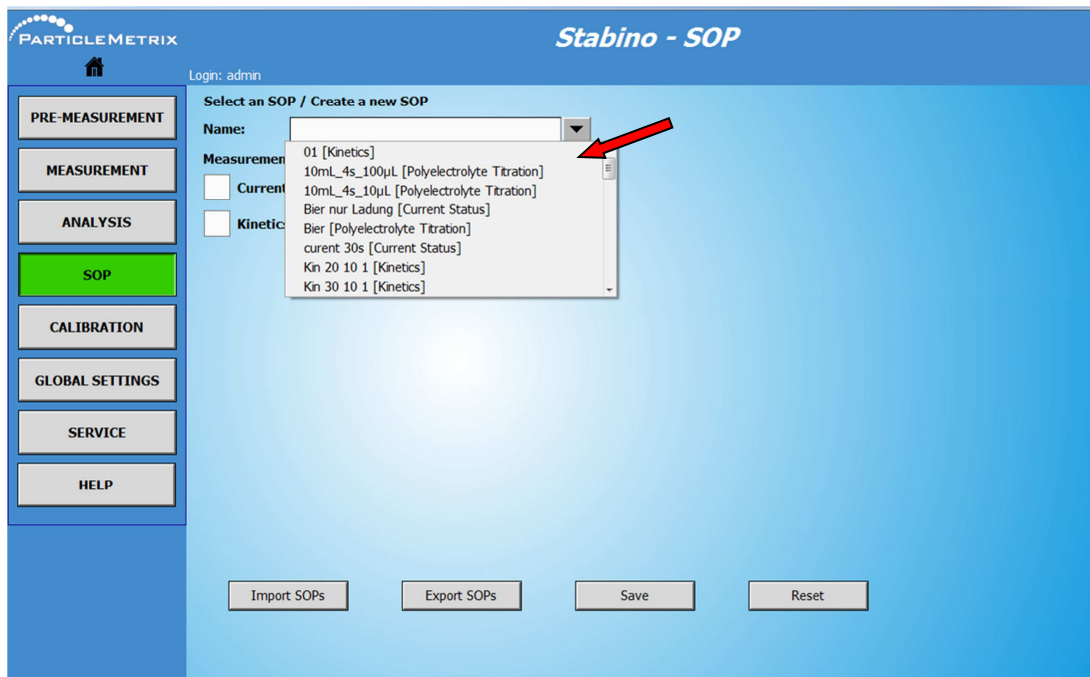 PARTICLEMETRIX
Stabino - SOP
Login: admin
PRE-MEASUREMENT
MEASUREMENT
ANALYSIS
SOP
CALIBRATION
GLOBAL SETTINGS
SERVICE
HELP
Select an SOP / Create a new SOP
Name:
Measuremen
Current
Kinetic
01 [Kinetics]
10mL_4s_100µL [Polyelectrolyte Titration]
10mL_4s_10µL [Polyelectrolyte Titration]
Bier nur Ladung [Current Status]
Bier [Polyelectrolyte Titration]
curent 30s [Current Status]
Kin 20 10 1 [Kinetics]
Kin 30 10 1 [Kinetics]
Import SOPs Export SOPs Save Reset